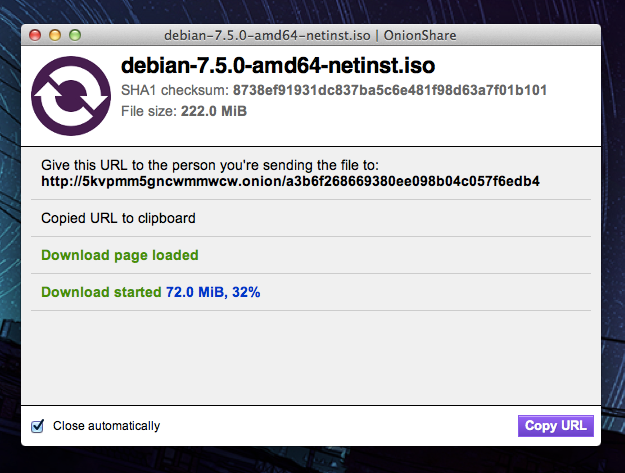 debian-7.5.0-amd64-netinst.iso | OnionShare
debian-7.5.0-amd64-netinst.iso
SHA1 checksum: 8738ef91931dc837ba5c6e481f98d63a7f01b101
File size: 222.0 MiB
Give this URL to the person you're sending the file to:
http://5kvpmm5gncwmmwcw.onion/a3b6f268669380ee098b04c057f6edb4
Copied URL to clipboard
Download page loaded
Download started 72.0 MiB, 32%
Close automatically
Copy URL